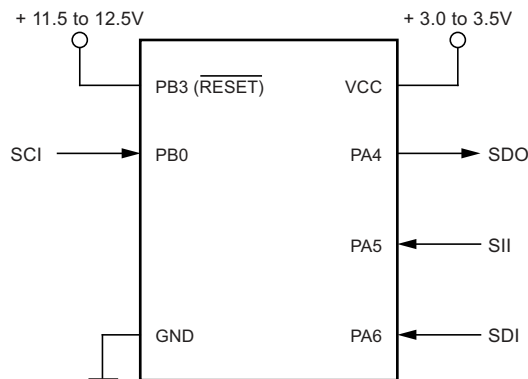 + 11.5 to 12.5V
+ 3.0 to 3.5V
PB3 (RESET)
VCC
SCI
PB0
PA4
SDO
PA5
SII
GND
PA6
SDI